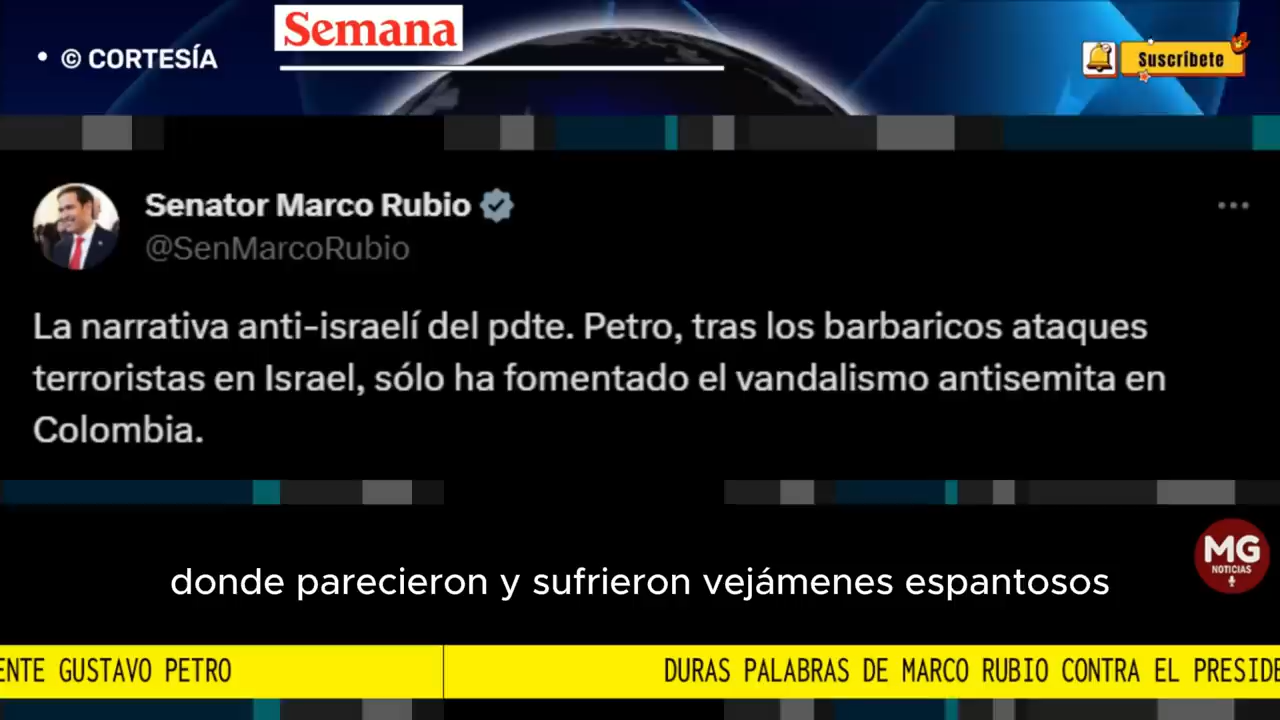 Semana
• © CORTESÍA
Suscríbete
Senator Marco Rubio
@SenMarcoRubio
La narrativa anti-israelí del pdte. Petro, tras los barbaricos ataques
terroristas en Israel, sólo ha fomentado el vandalismo antisemita en
Colombia.
MG
NOTICIAS
donde parecieron y sufrieron vejámenes espantosos
ENTE GUSTAVO PETRO
DURAS PALABRAS DE MARCO RUBIO CONTRA EL PRESIDE